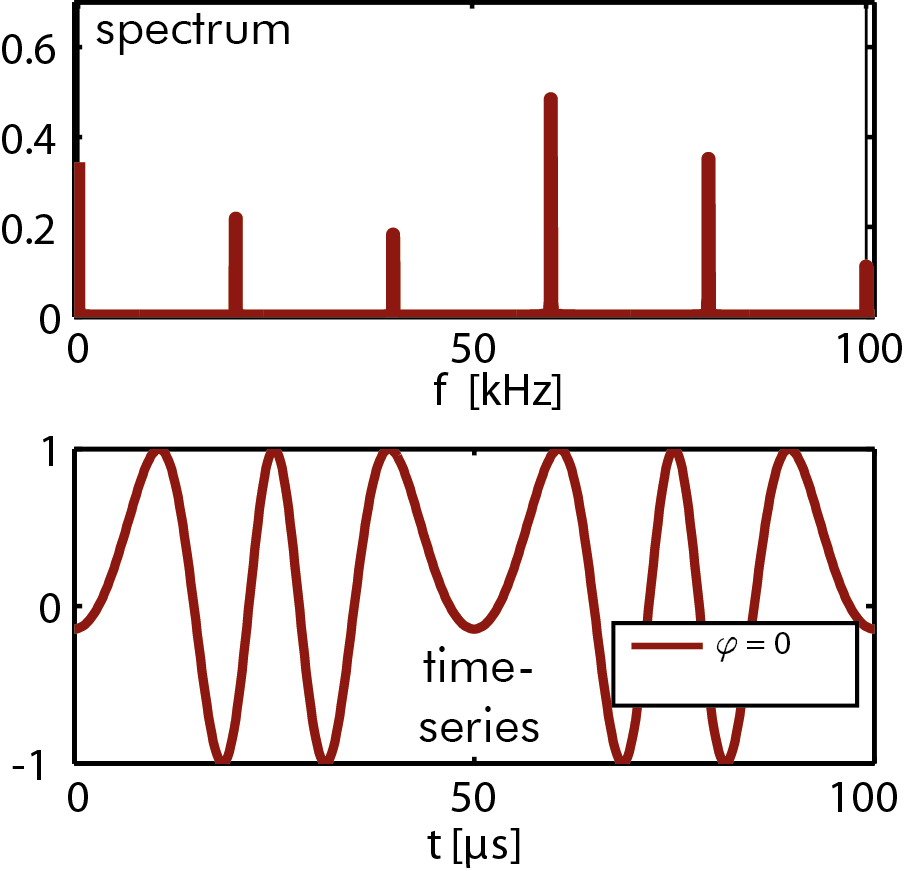 spectrum
0.6
0.4
0.2
0
0 50 100
f [kHz]
1
0
-1
φ = 0
time-
series
0 50 100
t [µs]